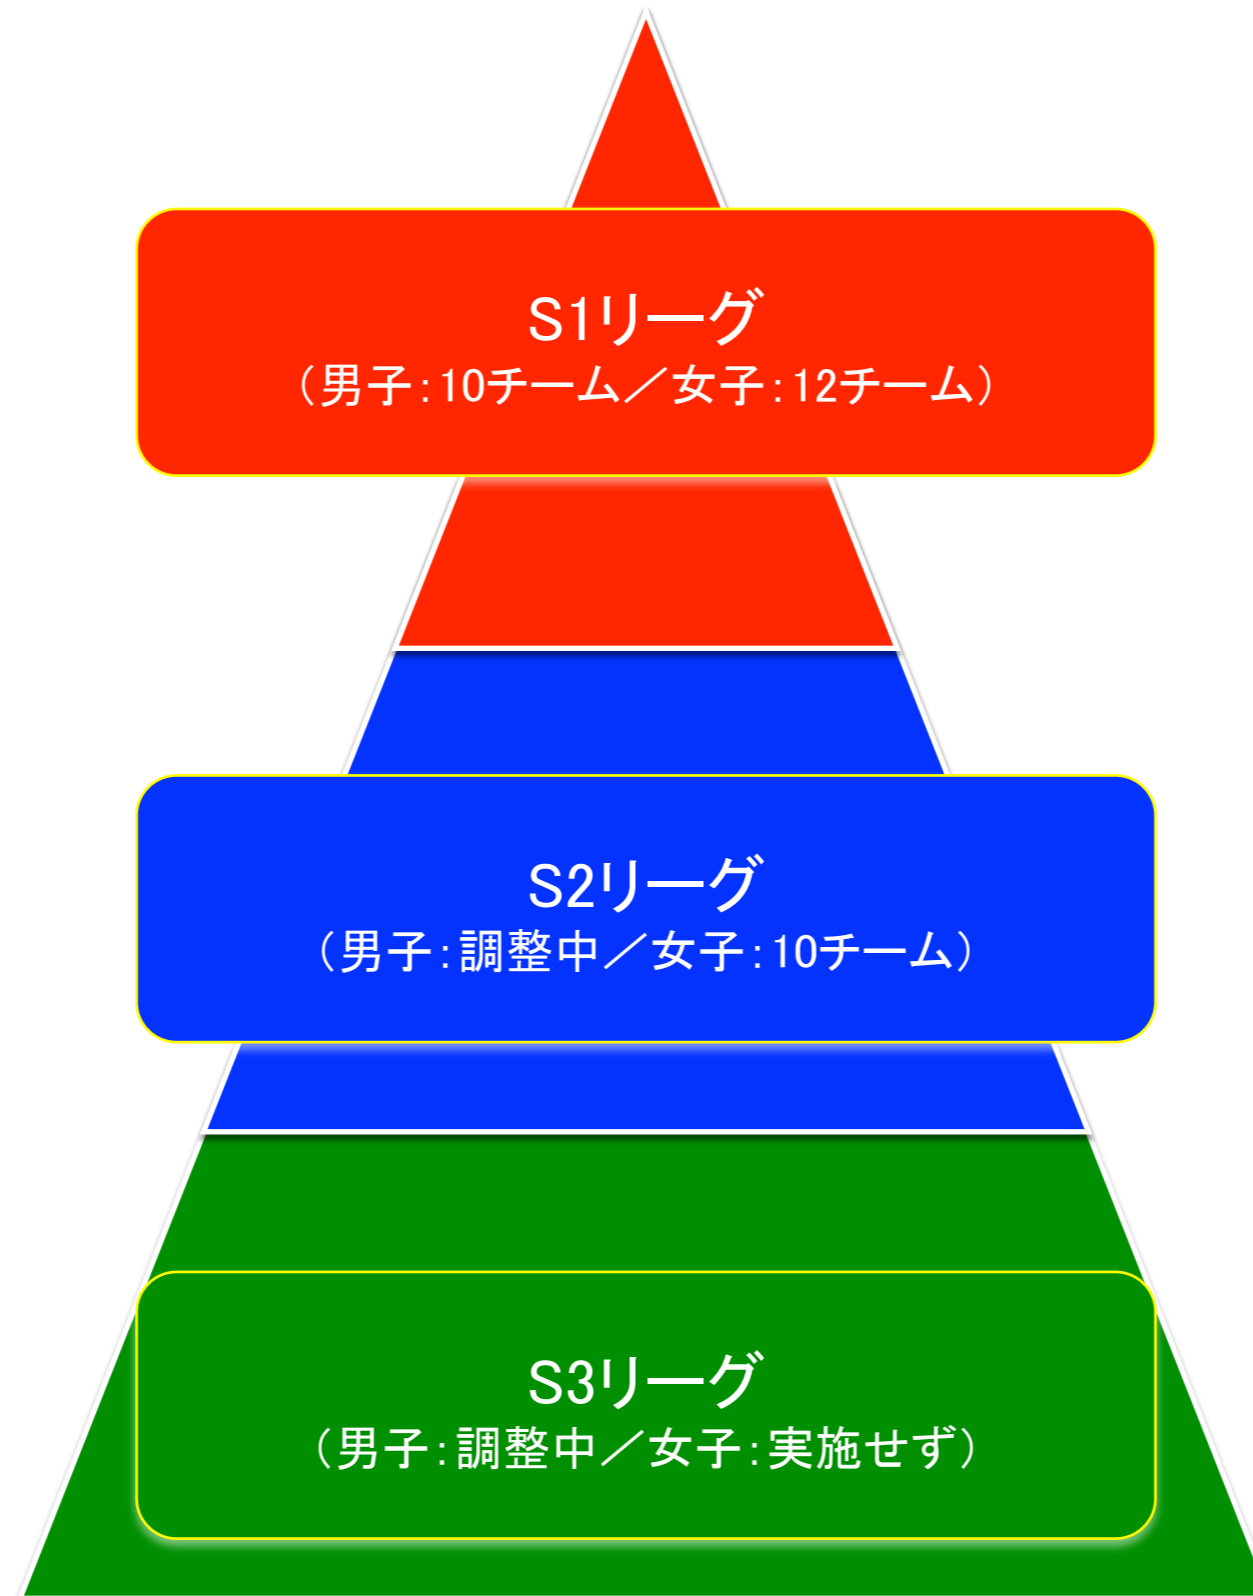 S1リーグ
（男子：10チーム／女子：12チーム）
S2リーグ
（男子：調整中／女子：10チーム）
S3リーグ
（男子：調整中／女子：実施せず）